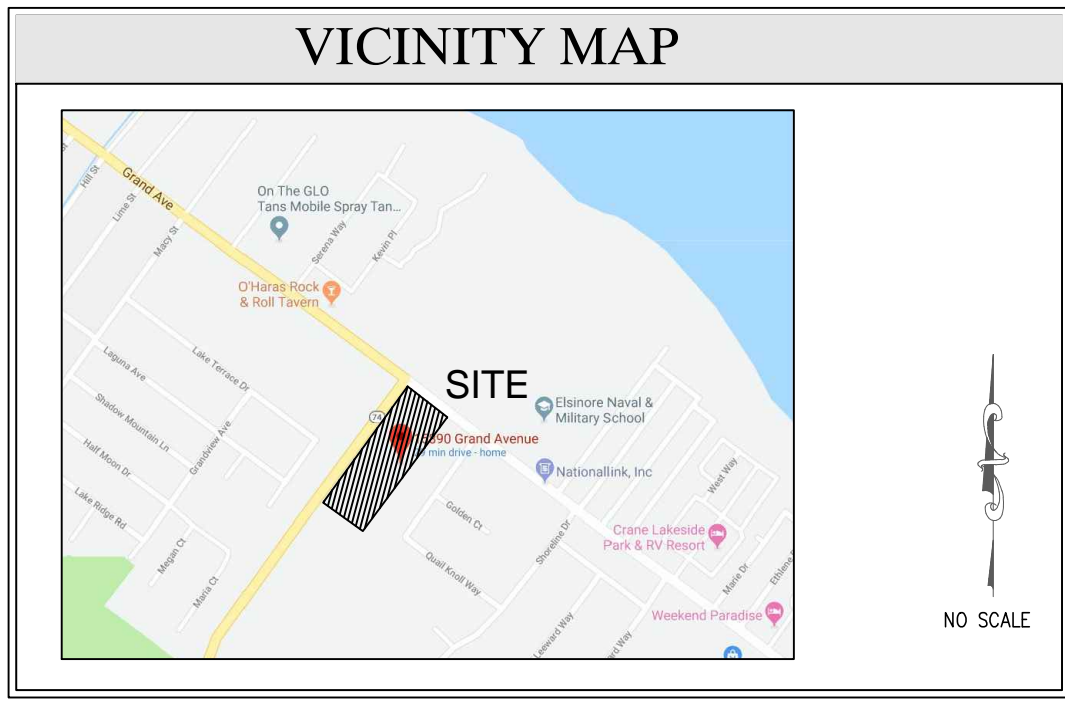 VICINITY MAP
Grand Ave
Hill St
Lime St
Macy St
On The GLO
Tans Mobile Spray Tan...
Serena Way
Kevin Pl
O'Haras Rock
& Roll Tavern
Laguna Ave
Lake Terrace Dr
SITE
Shadow Mountain Ln
Grandview Ave
74
Elsinore Naval &
Military School
Grand Avenue
min drive - home
Half Moon Dr
Nationallink, Inc
West Way
Lake Ridge Rd
Golden Ct
Crane Lakeside
Park & RV Resort
Shoreline Dr
Megan Ct
Maria Ct
Quail Knoll Way
Marie Dr
Ethlene
Weekend Paradise
Leeward Way
Way
NO SCALE